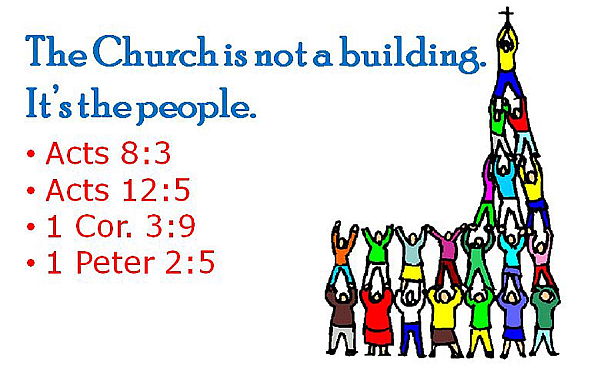 The Church is not a building.
It's the people.
• Acts 8:3
• Acts 12:5
• 1 Cor. 3:9
• 1 Peter 2:5